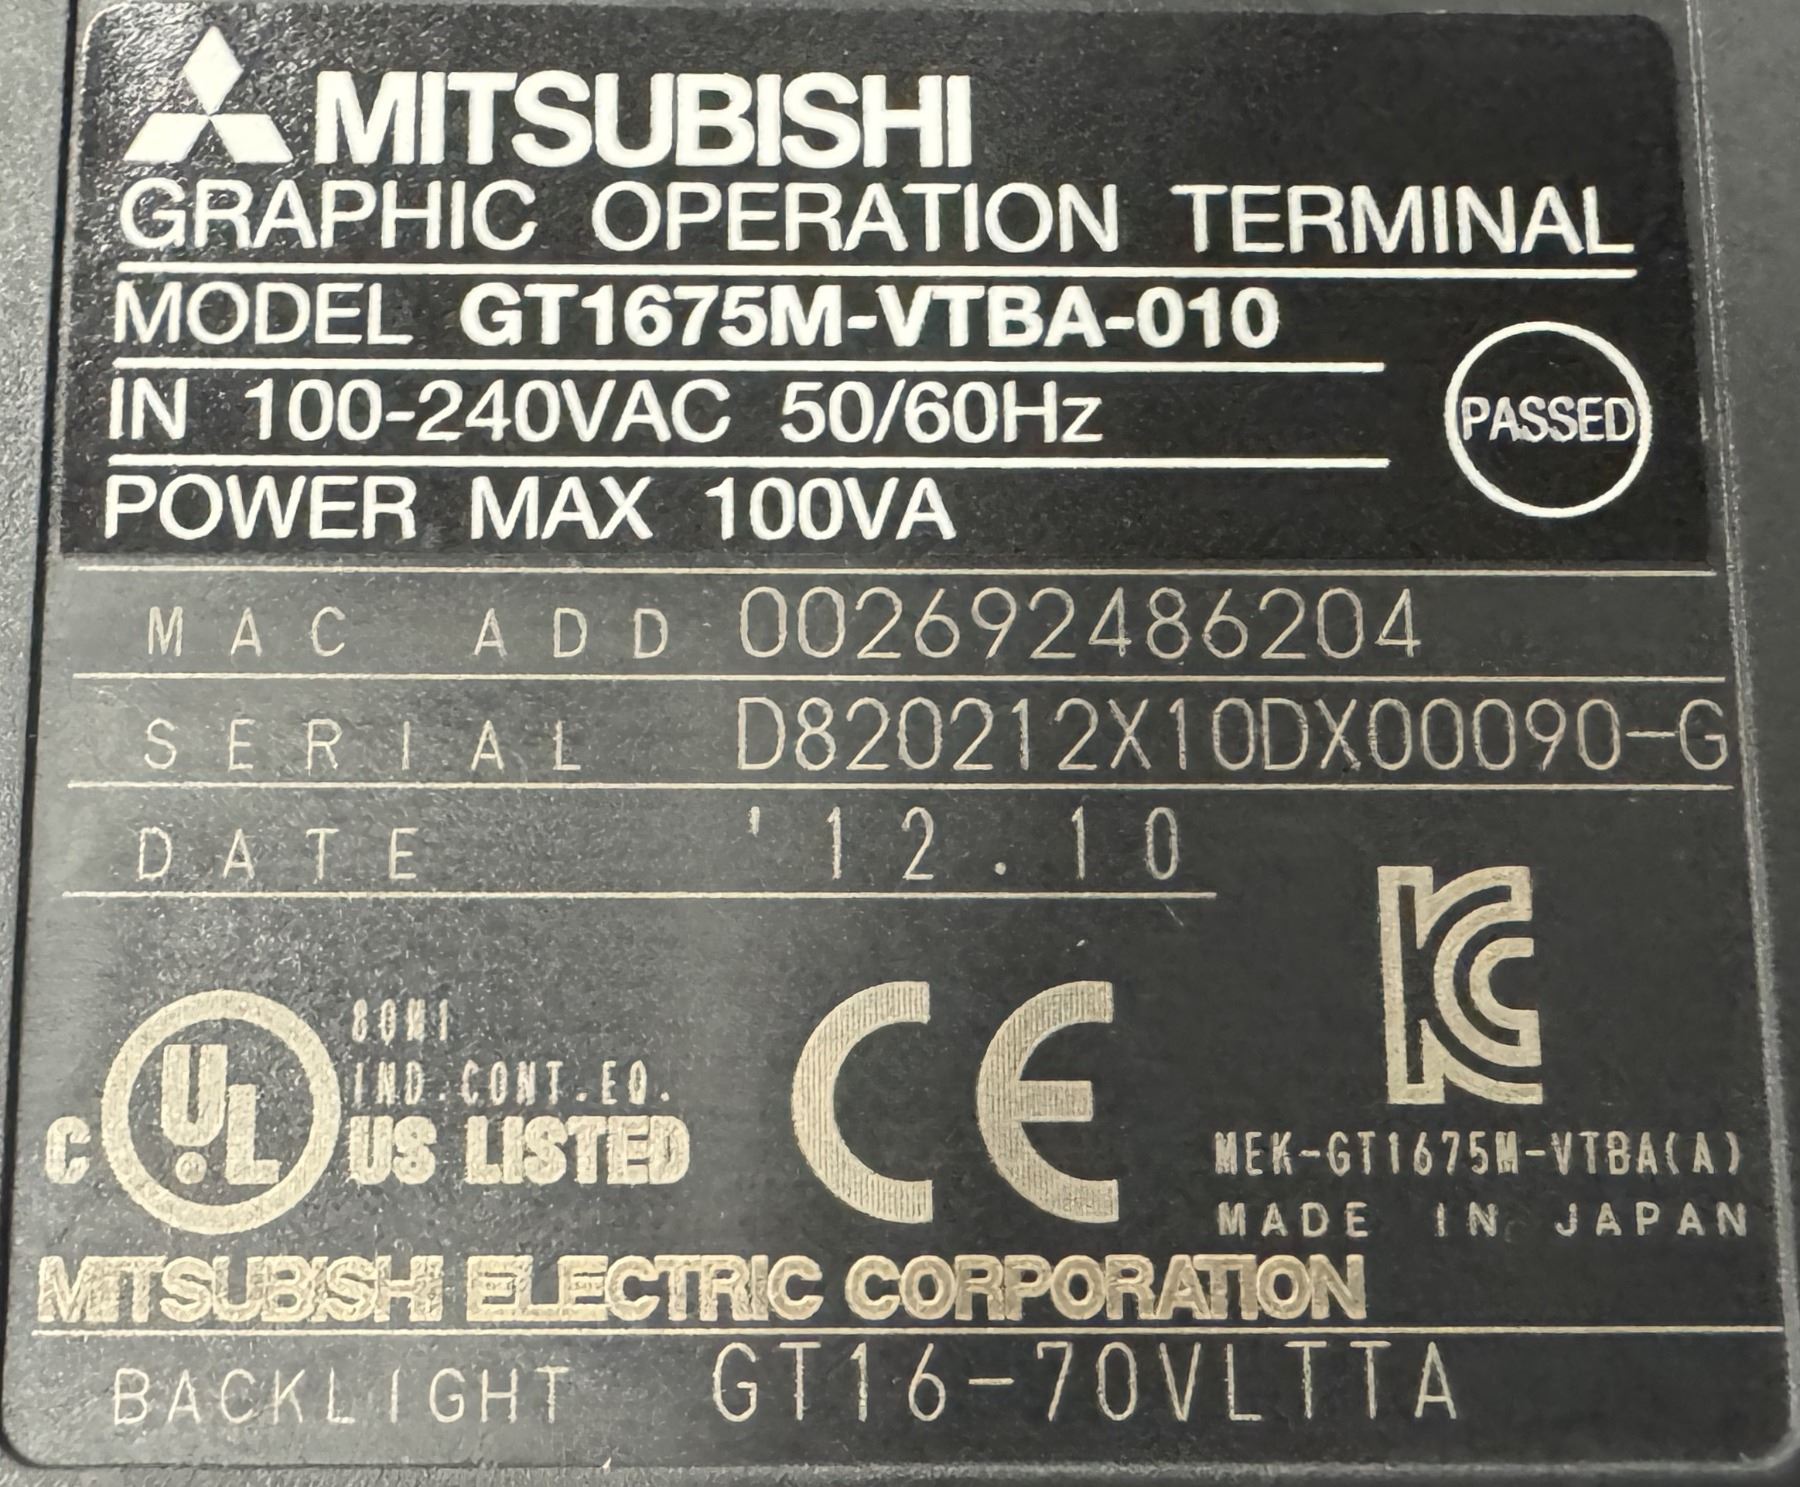 MITSUBISHI
GRAPHIC OPERATION TERMINAL
MODEL GT1675M-VTBA-010
IN 100-240VAC 50/60Hz
PASSED
POWER MAX 100VA
MAC ADD 002692486204
SERIAL D820212X10DX00090-G
DATE '12.10
80M1
IND.CONT.EQ.
C UL US LISTED
CE
KC
MEK-GT1675M-VTBA(A)
MADE IN JAPAN
MITSUBISHI ELECTRIC CORPORATION
BACKLIGHT GT16-70VLTTA